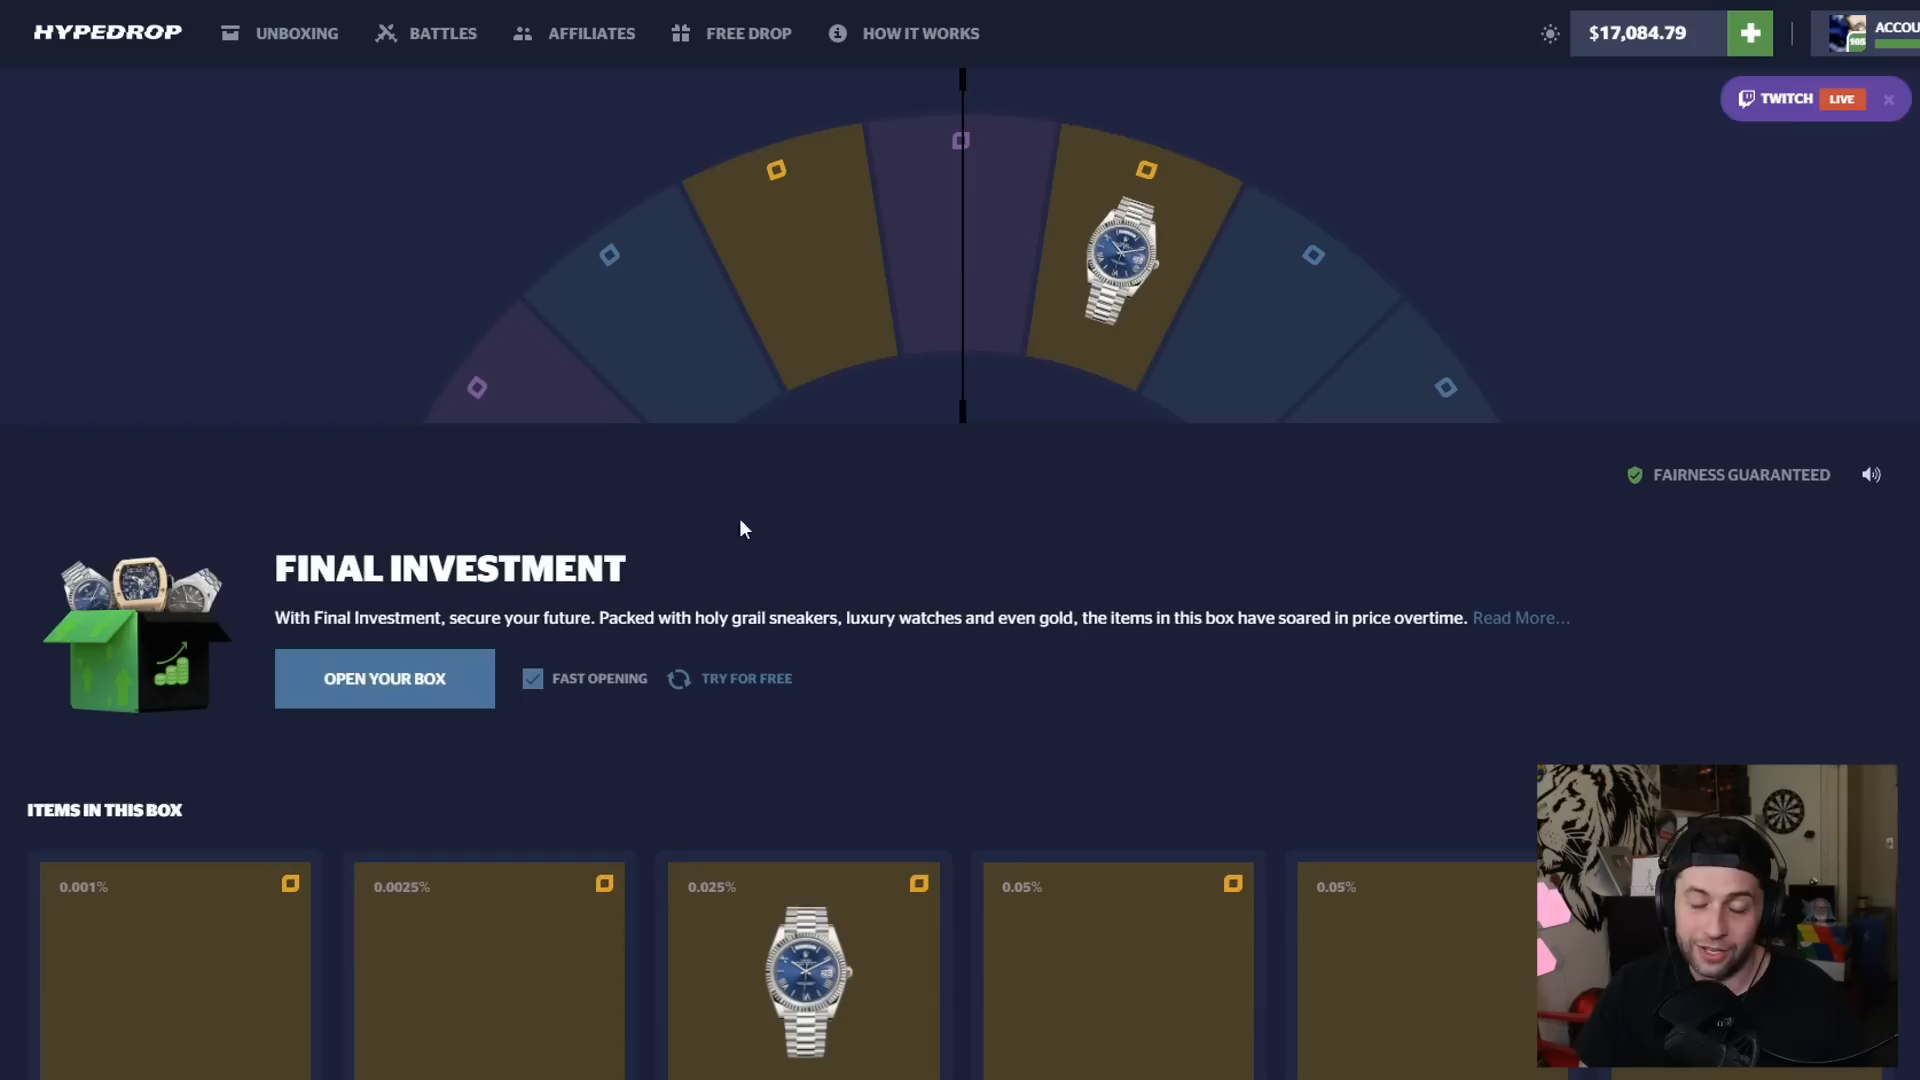 HYPEDROP
UNBOXING
BATTLES
AFFILIATES
FREE DROP
HOW IT WORKS
$17,084.79
105
ACCOU
TWITCH LIVE
FAIRNESS GUARANTEED
FINAL INVESTMENT
With Final Investment, secure your future. Packed with holy grail sneakers, luxury watches and even gold, the items in this box have soared in price overtime. Read More...
OPEN YOUR BOX
FAST OPENING
TRY FOR FREE
ITEMS IN THIS BOX
0.001%
0.0025%
0.025%
0.05%
0.05%